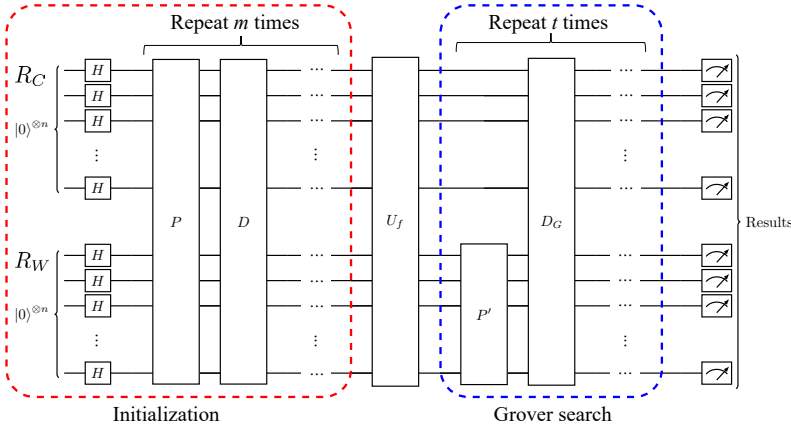 Repeat m times
Repeat t times
R_C
|0⟩^{⊗n}
H
H
H
⋮
H
R_W
|0⟩^{⊗n}
H
H
H
⋮
H
P
D
···
···
···
⋮
···
···
···
···
⋮
···
U_f
P′
D_G
···
···
···
⋮
···
···
···
···
⋮
···
Results
Initialization
Grover search